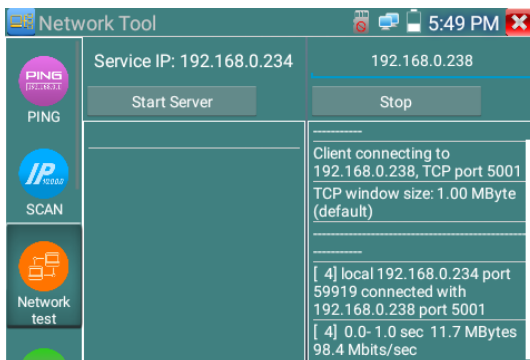 Network Tool
5:49 PM
PING
PING
IP
SCAN
Network
test
Service IP: 192.168.0.234
Start Server
192.168.0.238
Stop
-----------
Client connecting to
192.168.0.238, TCP port 5001
TCP window size: 1.00 MByte
(default)
------------------------------------------------
-----------
[ 4] local 192.168.0.234 port
59919 connected with
192.168.0.238 port 5001
[ 4] 0.0- 1.0 sec 11.7 MBytes
98.4 Mbits/sec